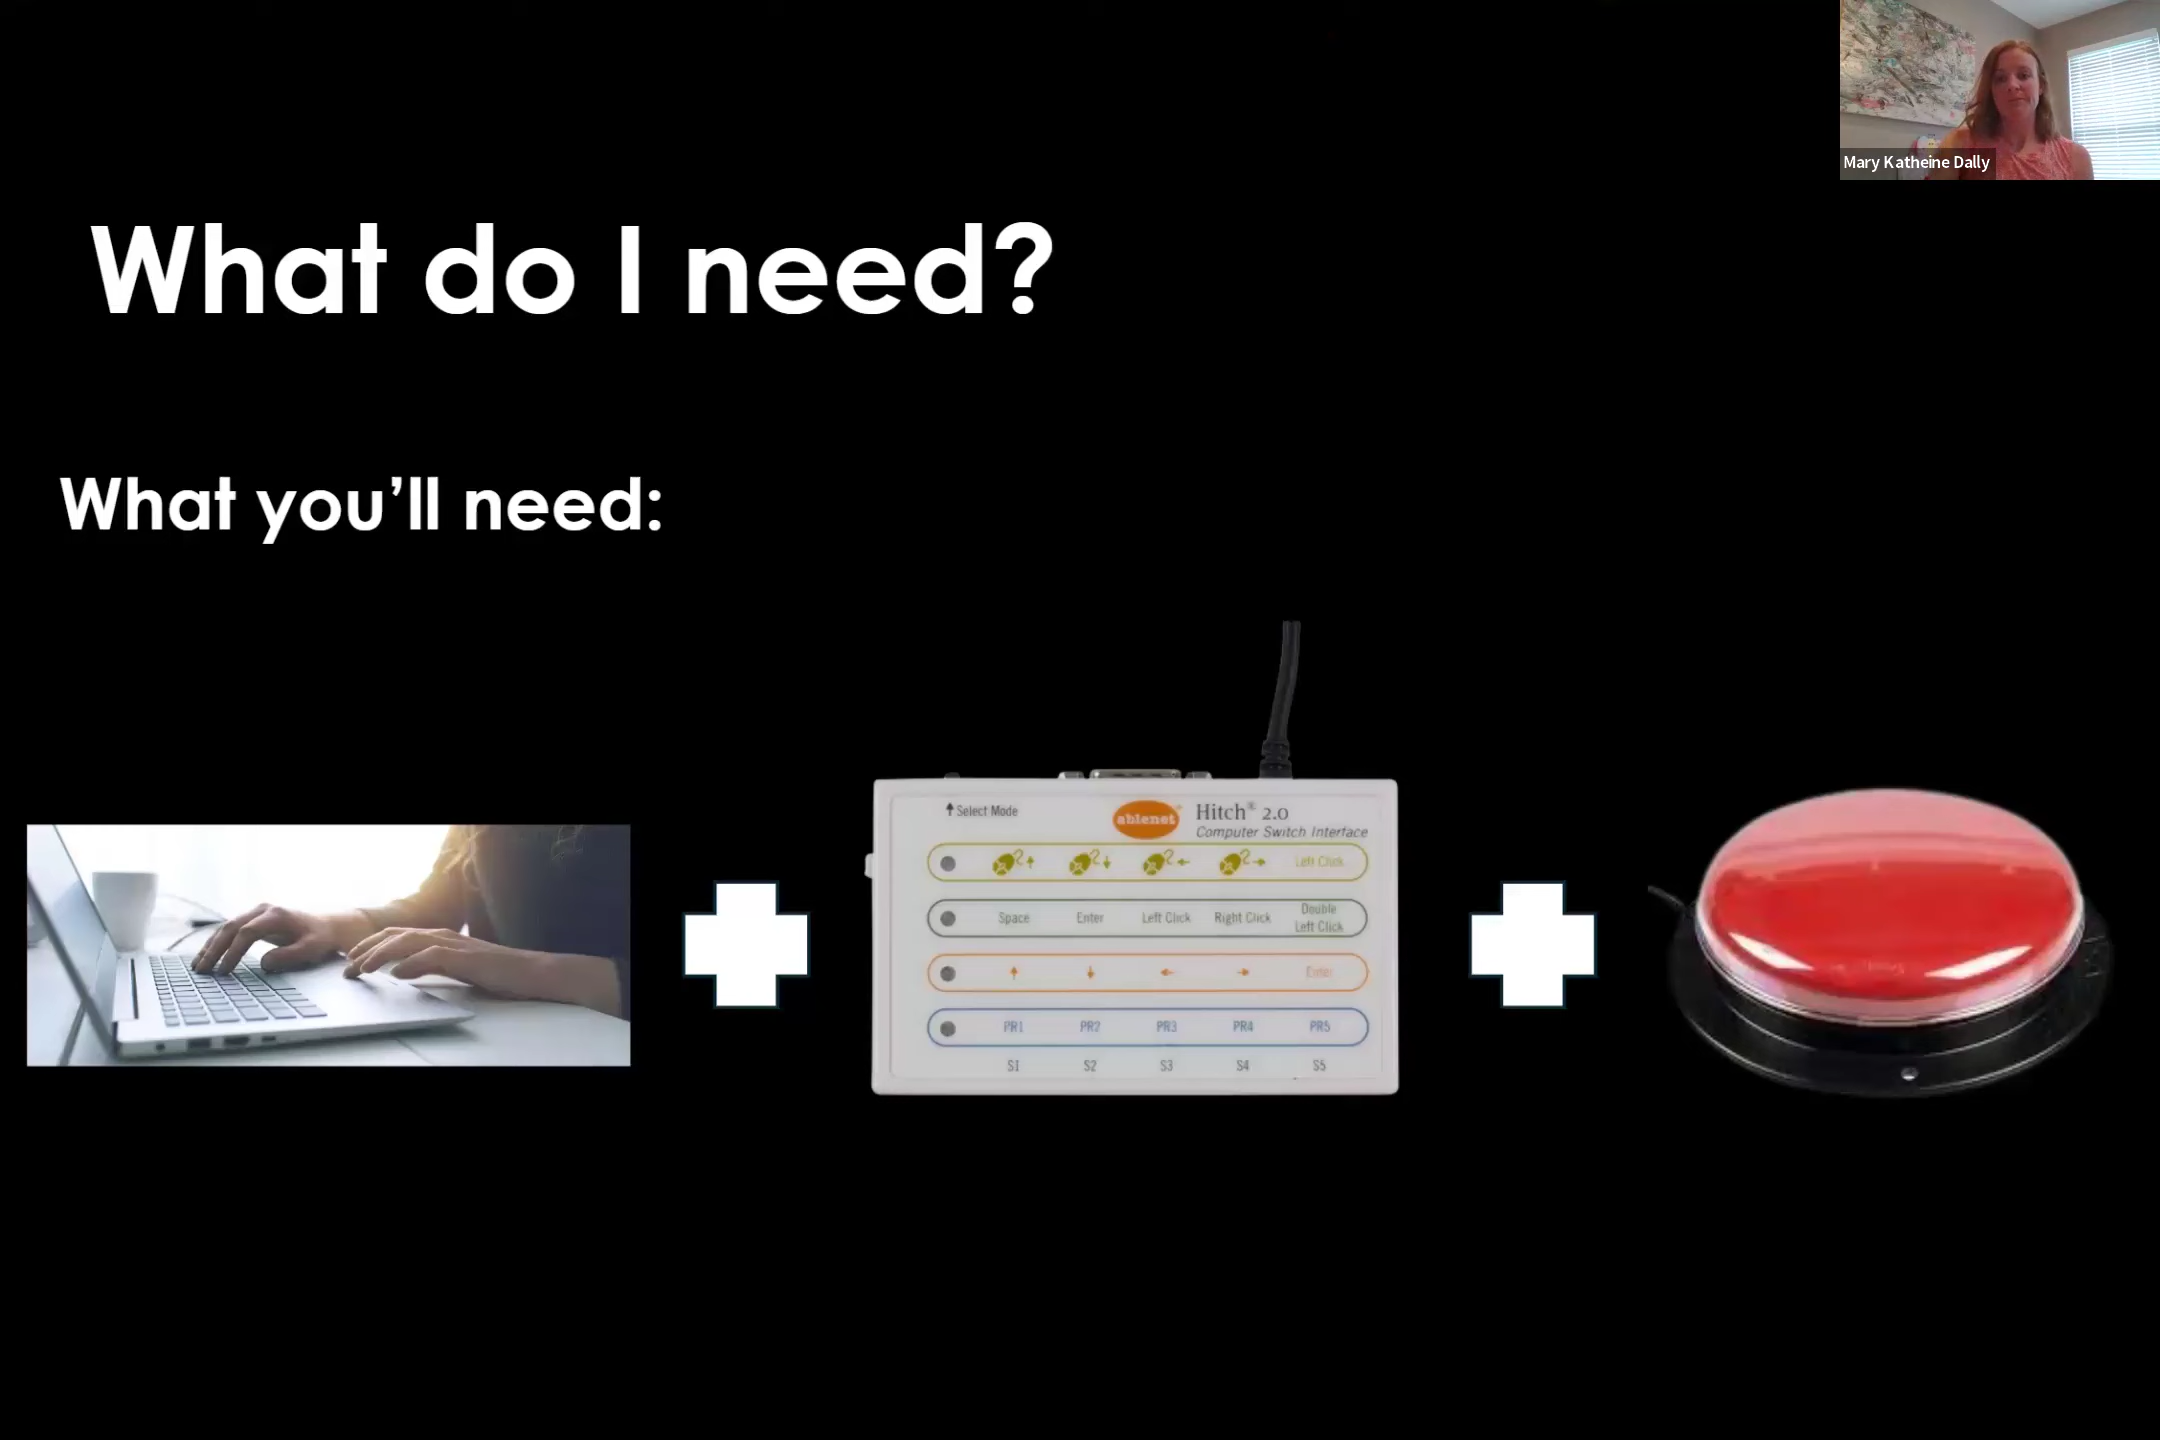 Mary Katheine Dally
What do I need?
What you’ll need:
Select Mode
ablenet
Hitch® 2.0
Computer Switch Interface
Left Click
Space Enter Left Click Right Click Double Left Click
Enter
PR1 PR2 PR3 PR4 PR5
S1 S2 S3 S4 S5